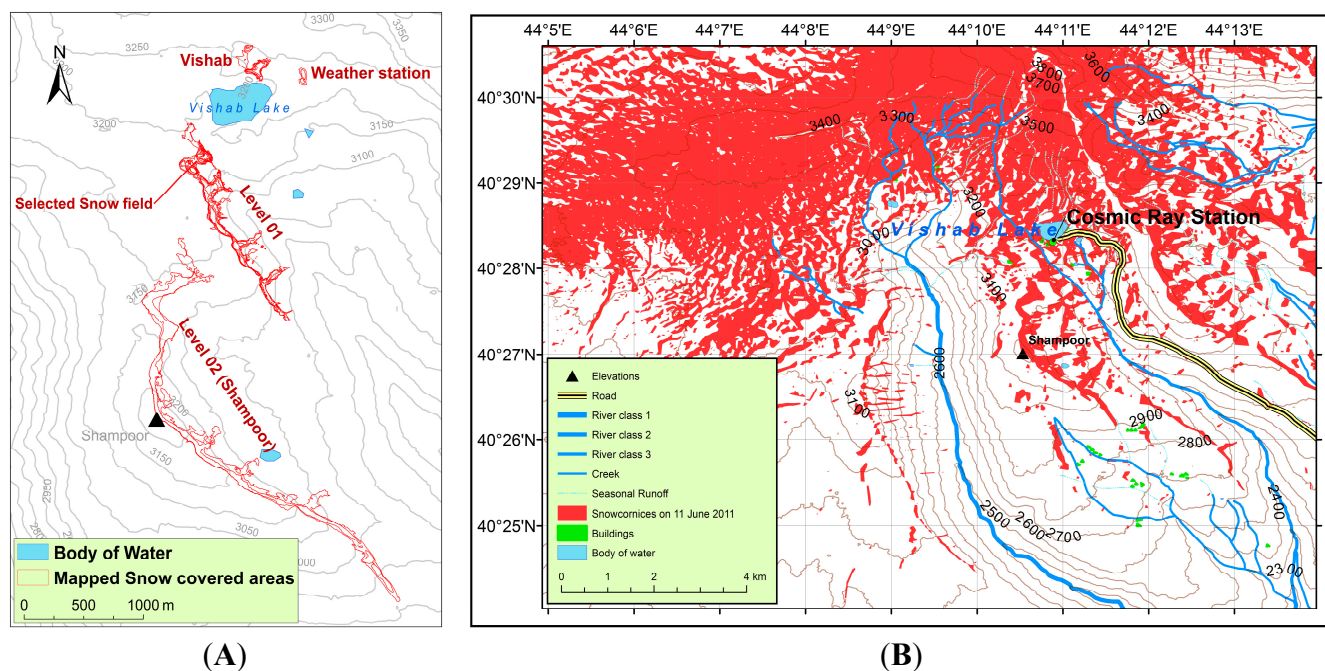 3300
3250
3350
3300
N
Vishab
Weather station
Vishab Lake
3200
3150
3100
Selected Snow field
Level 01
3150
Level 02 (Shampoor)
3200
Shampoor
3150
2950
3050
Body of Water
Mapped Snow covered areas
0 500 1000 m
(A)
B
44°5'E 44°6'E 44°7'E 44°8'E 44°9'E 44°10'E 44°11'E 44°12'E 44°13'E
40°30'N
40°29'N
40°28'N
40°27'N
40°26'N
40°25'N
3800
3700
3600
3400
3300
3500
3400
3200
Cosmic Ray Station
Vishab Lake
3100
3100
Shampoor
2600
3100
2900
2800
2400
2500
2600
2700
2300
Elevations
Road
River class 1
River class 2
River class 3
Creek
Seasonal Runoff
Snowcornices on 11 June 2011
Buildings
Body of water
0 1 2 4 km
(B)